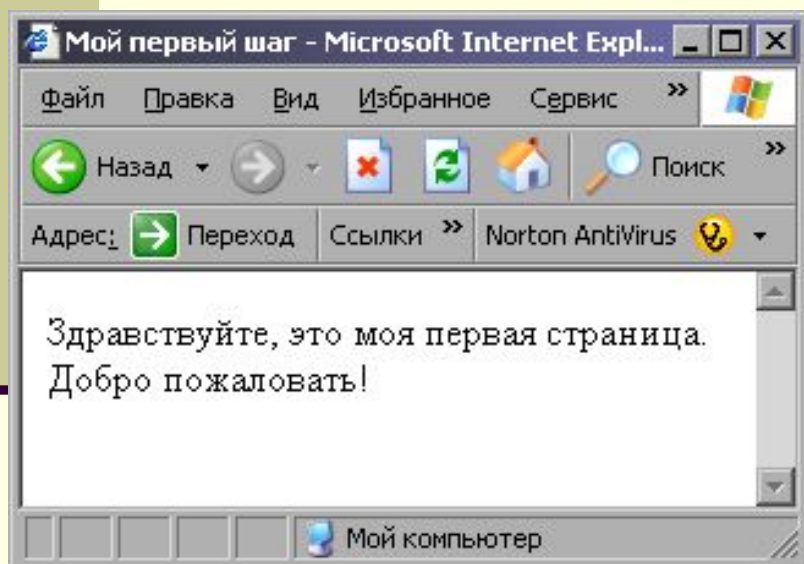 Мой первый шаг - Microsoft Internet Expl...
Файл Правка Вид Избранное Сервис »
Назад Поиск »
Адрес: Переход Ссылки » Norton AntiVirus
Здравствуйте, это моя первая страница.
Добро пожаловать!
Мой компьютер